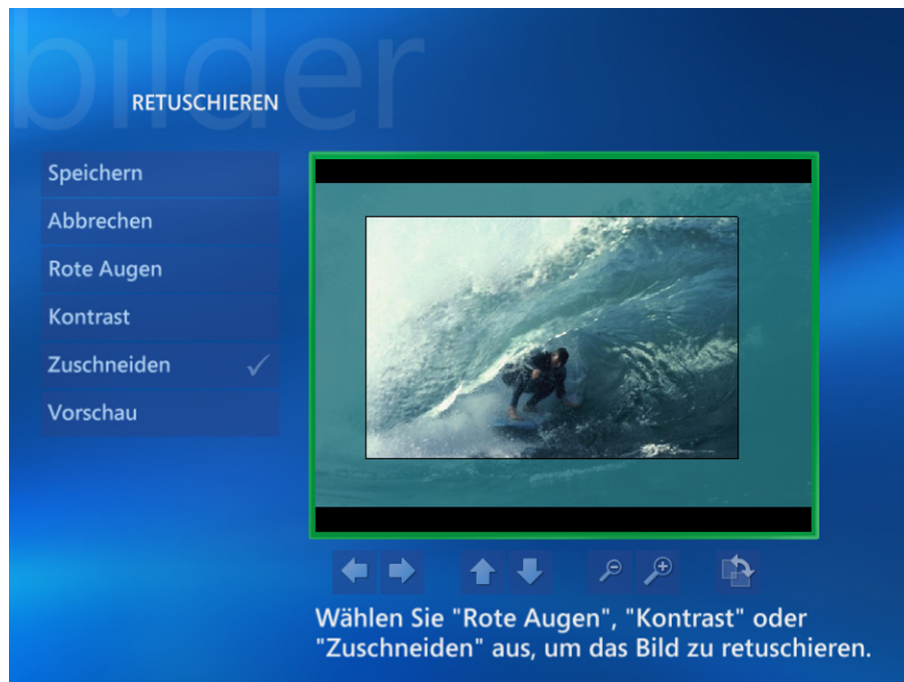 bilder
RETUSCHIEREN
Speichern
Abbrechen
Rote Augen
Kontrast
Zuschneiden
Vorschau
Wählen Sie "Rote Augen", "Kontrast" oder
"Zuschneiden" aus, um das Bild zu retuschieren.